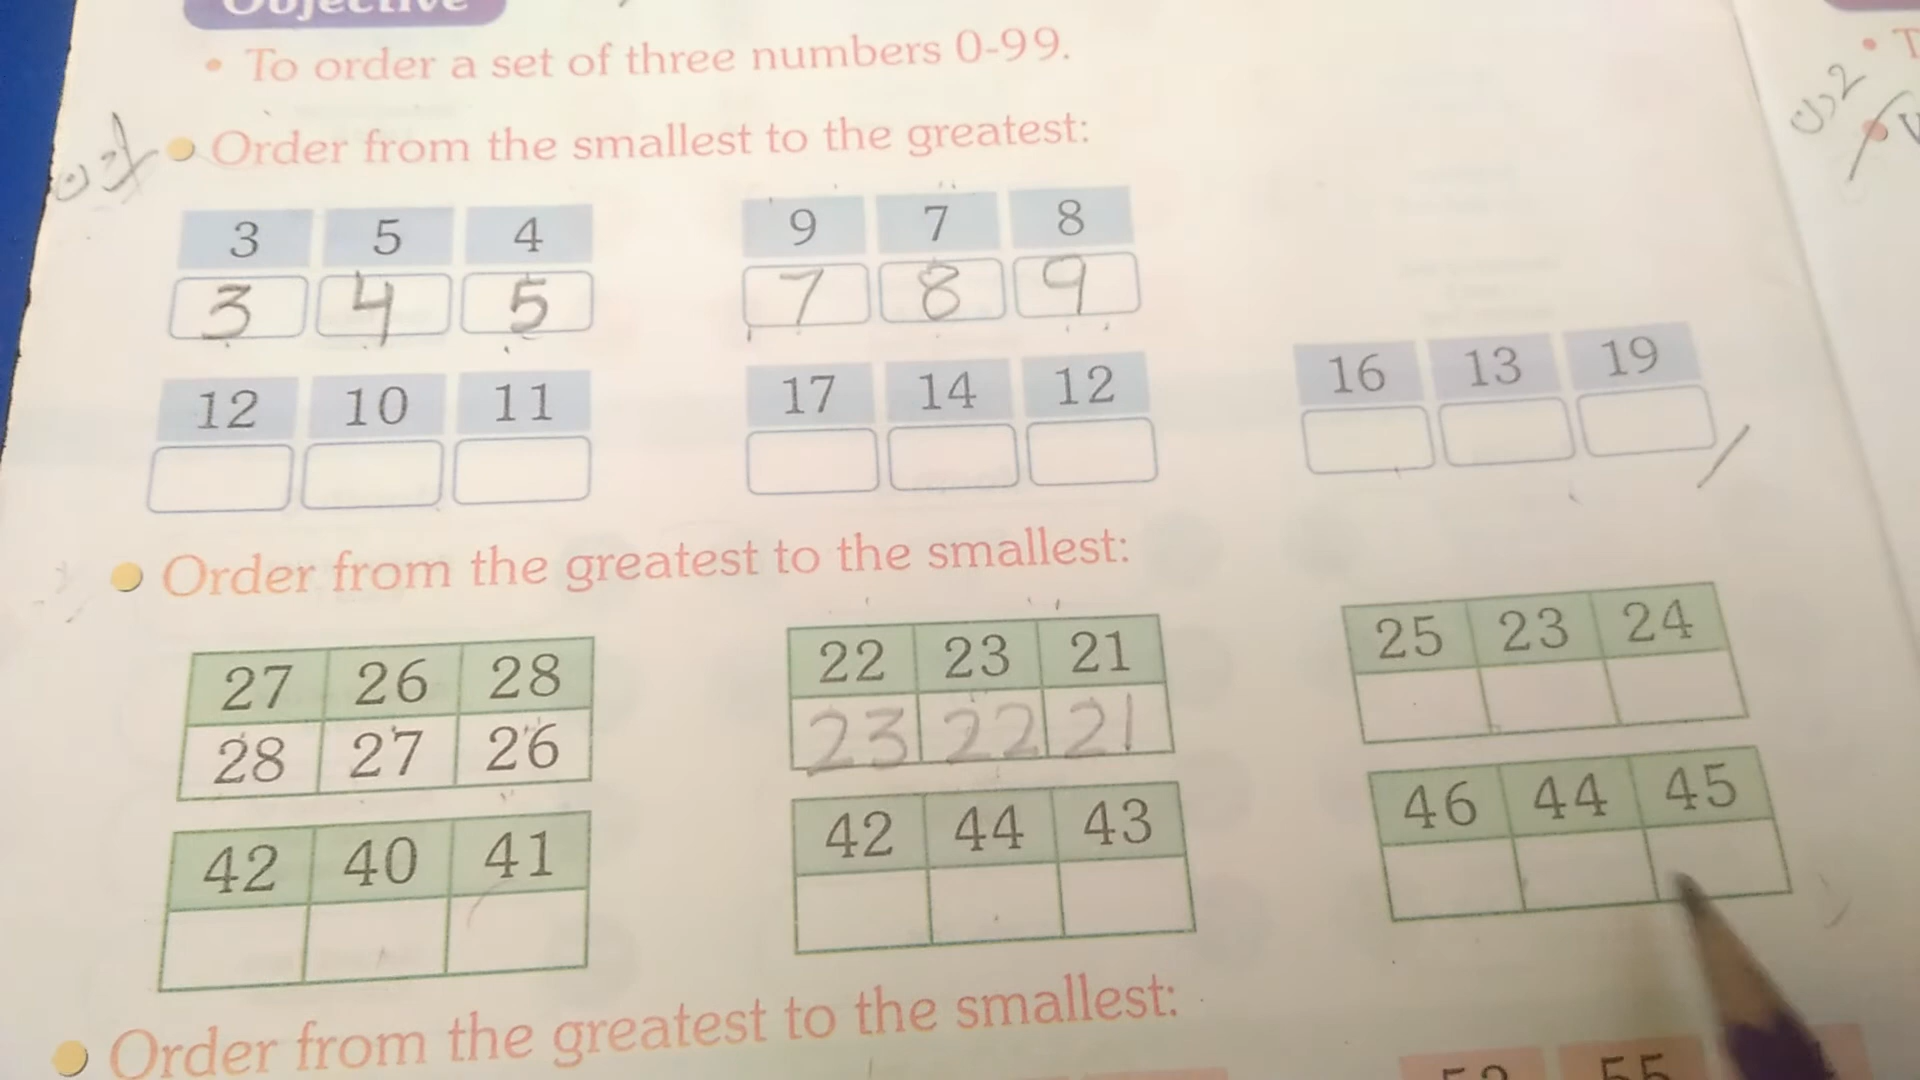 Objective
• To order a set of three numbers 0-99.
Order from the smallest to the greatest:
3 5 4
3 4 5
9 7 8
7 8 9
12 10 11
17 14 12
16 13 19
Order from the greatest to the smallest:
27 26 28
28 27 26
22 23 21
23 22 21
25 23 24
42 40 41
42 44 43
46 44 45
Order from the greatest to the smallest: